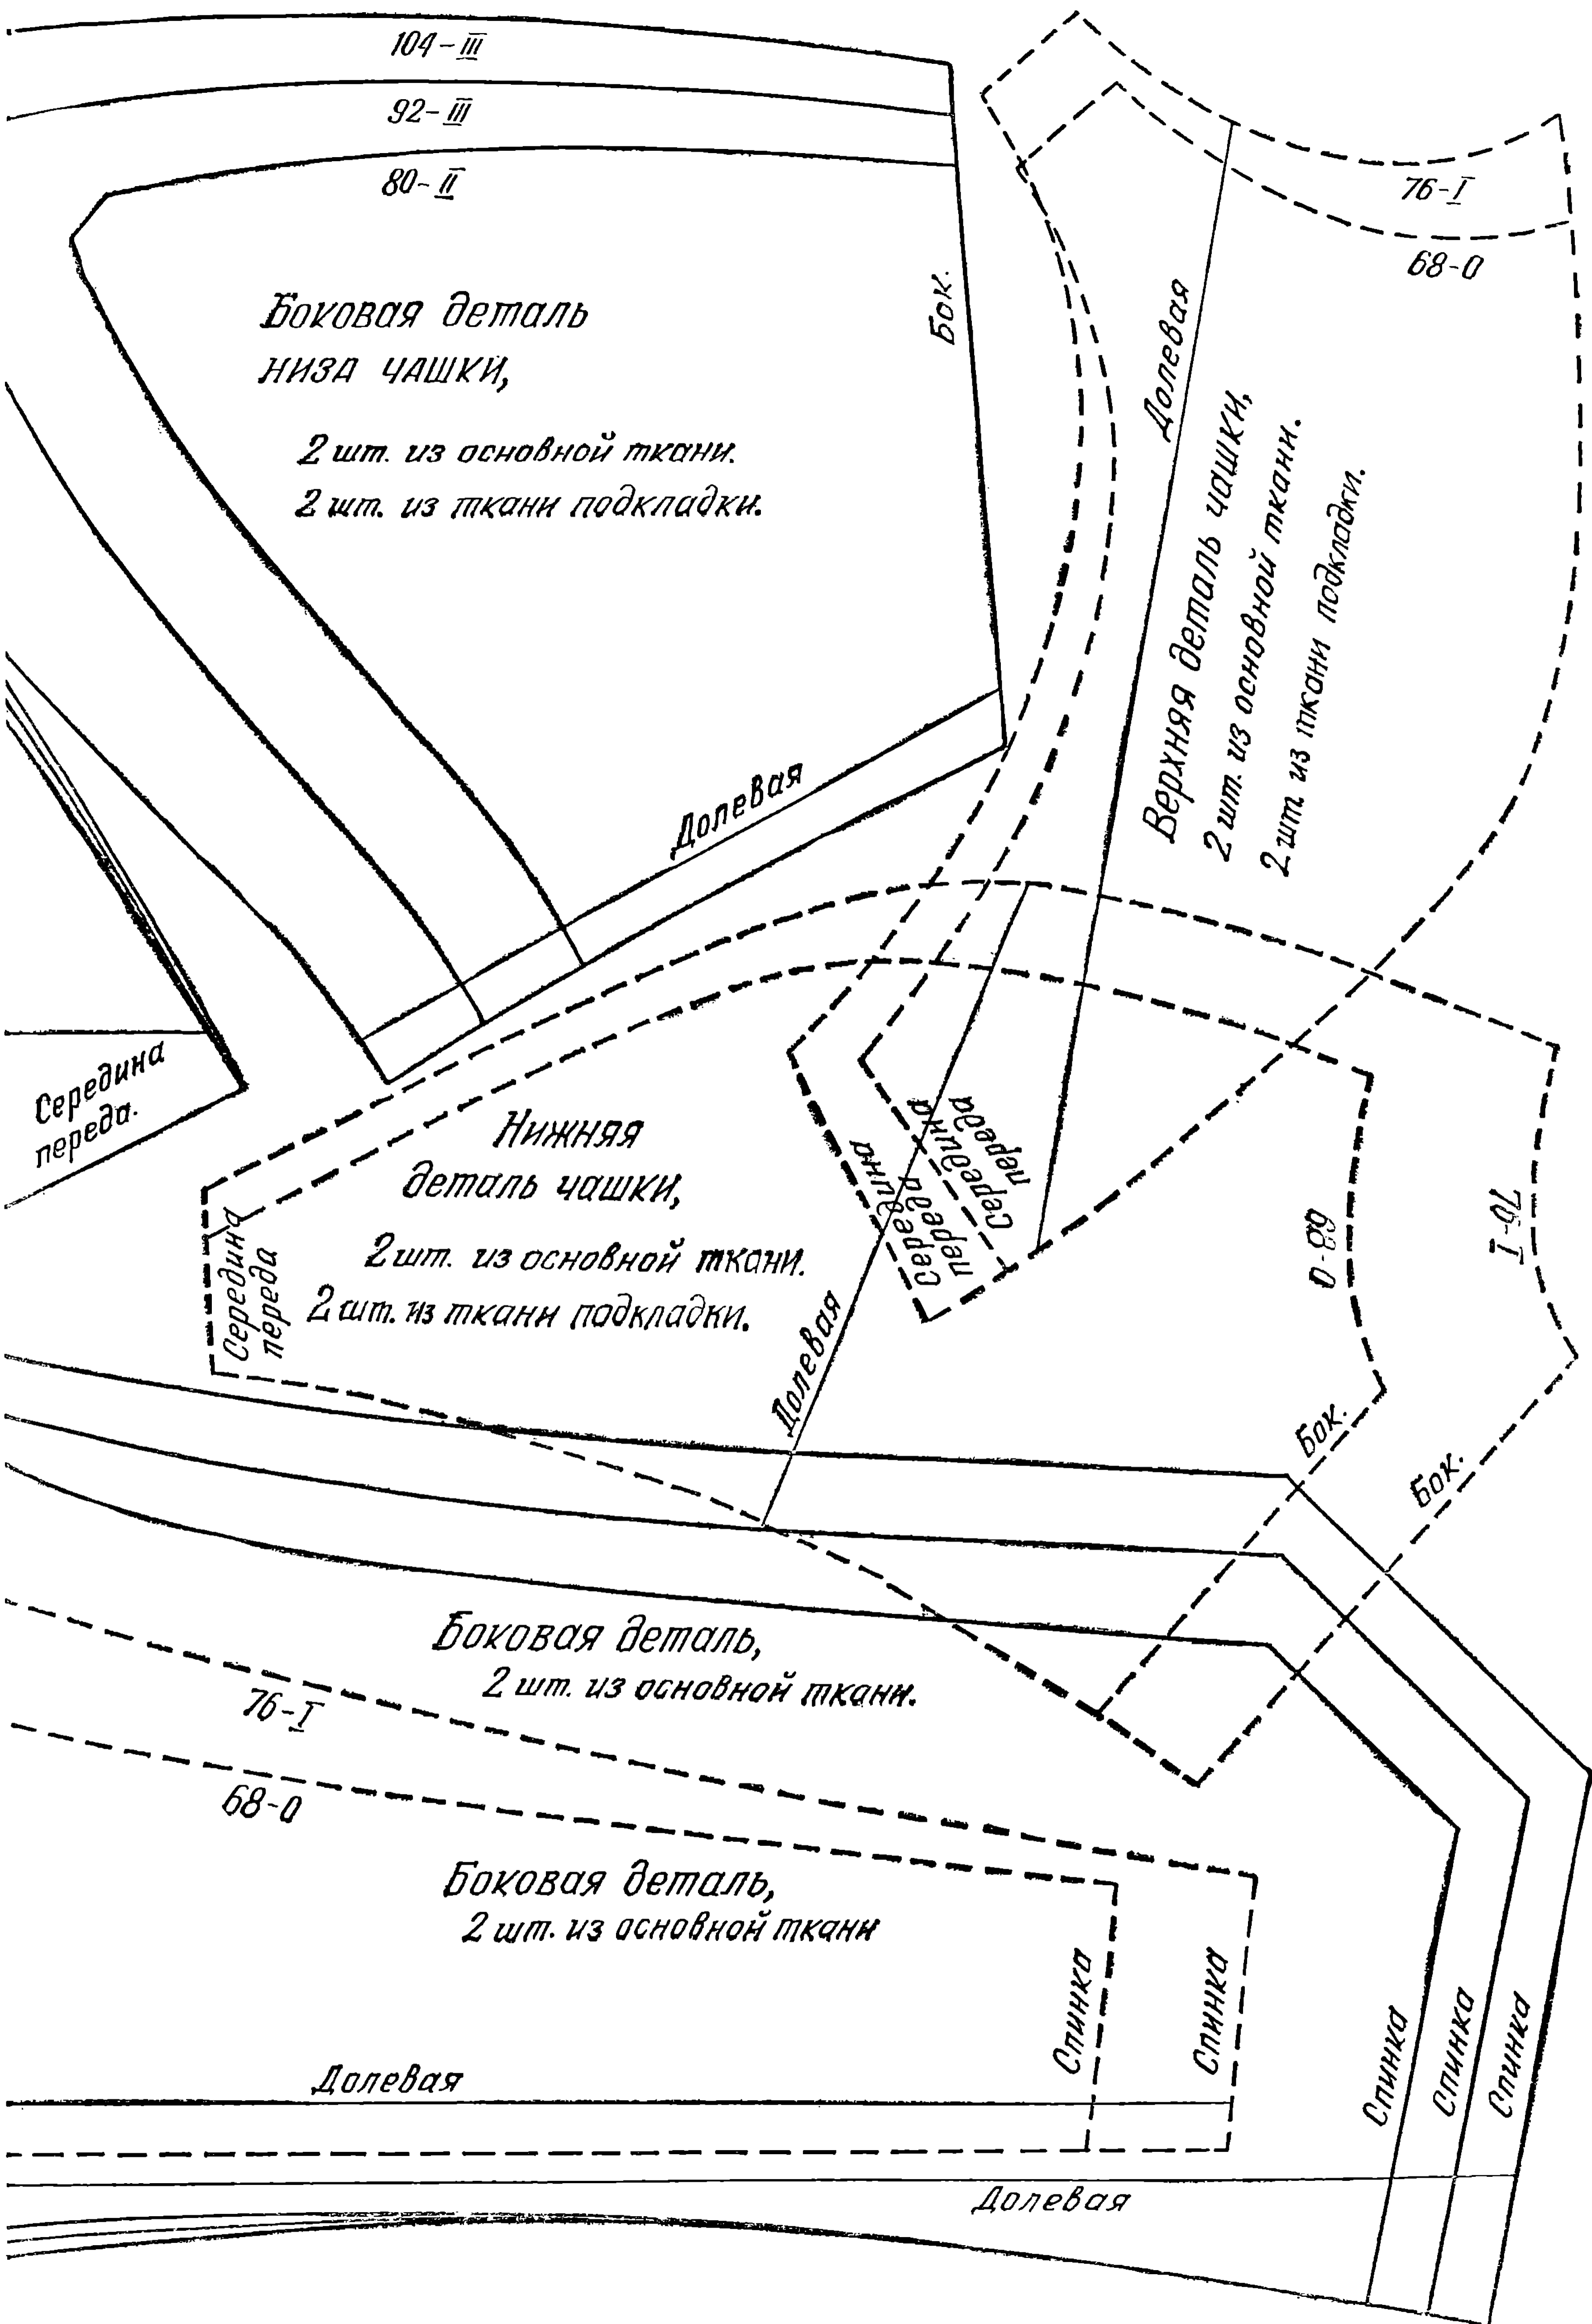 104-III
92-III
80-II
Боковая деталь
низа чашки,
2 шт. из основной ткани.
2 шт. из ткани подкладки.
Бок.
Долевая
76-I
68-0
Долевая
Верхняя деталь чашки,
2 шт. из основной ткани.
2 шт. из ткани подкладки.
Середина
переда.
Нижняя
деталь чашки,
2 шт. из основной ткани.
2 шт. из ткани подкладки.
Середина
переда
Долевая
Середина
переда
Середина
переда
68-0
76-I
Бок.
Бок.
Боковая деталь,
2 шт. из основной ткани.
76-I
68-0
Боковая деталь,
2 шт. из основной ткани
Спинка
Спинка
Спинка
Спинка
Спинка
Долевая
Долевая